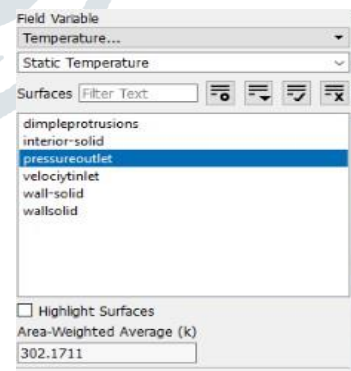 Field Variable
Temperature...
Static Temperature
Surfaces Filter Text
dimpleprotrusions
interior-solid
pressureoutlet
velociytinlet
wall-solid
wallsolid
Highlight Surfaces
Area-Weighted Average (k)
302.1711